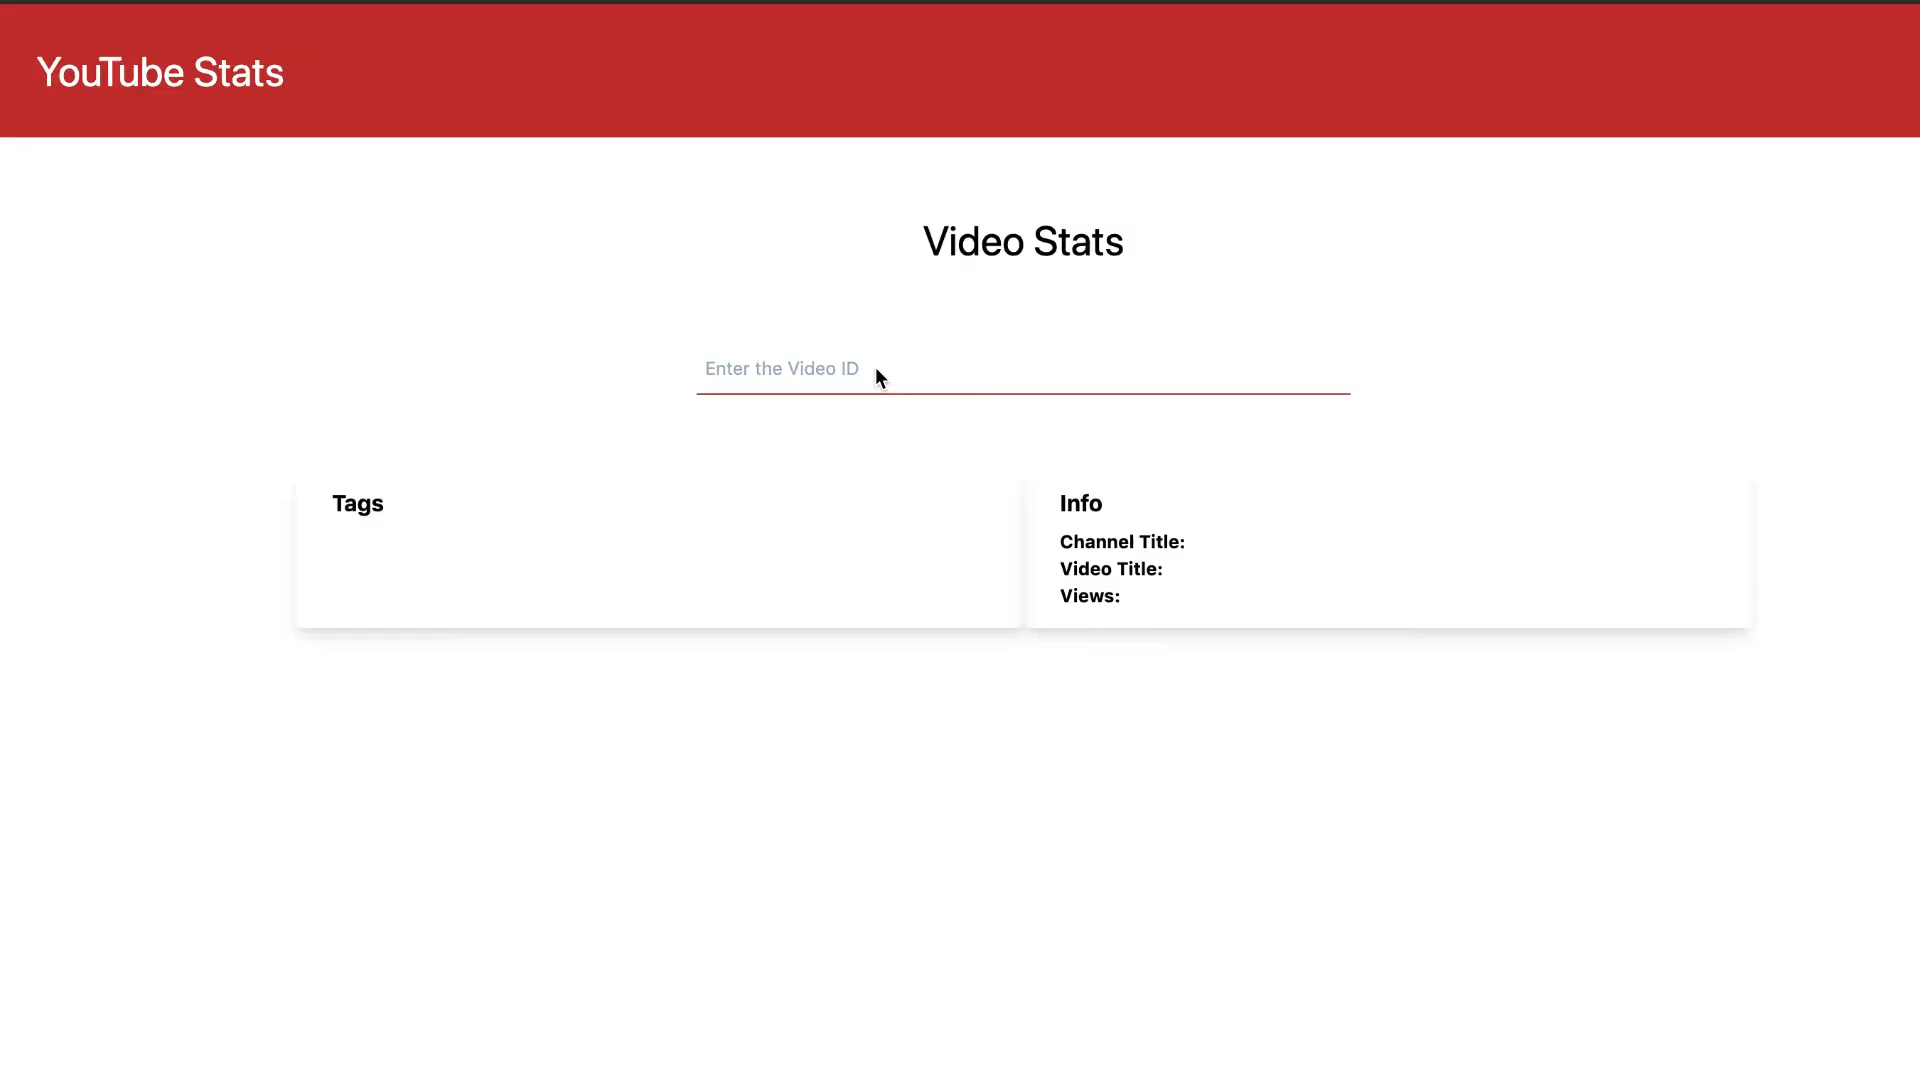 YouTube Stats
Video Stats
Enter the Video ID
Tags
Info
Channel Title:
Video Title:
Views: